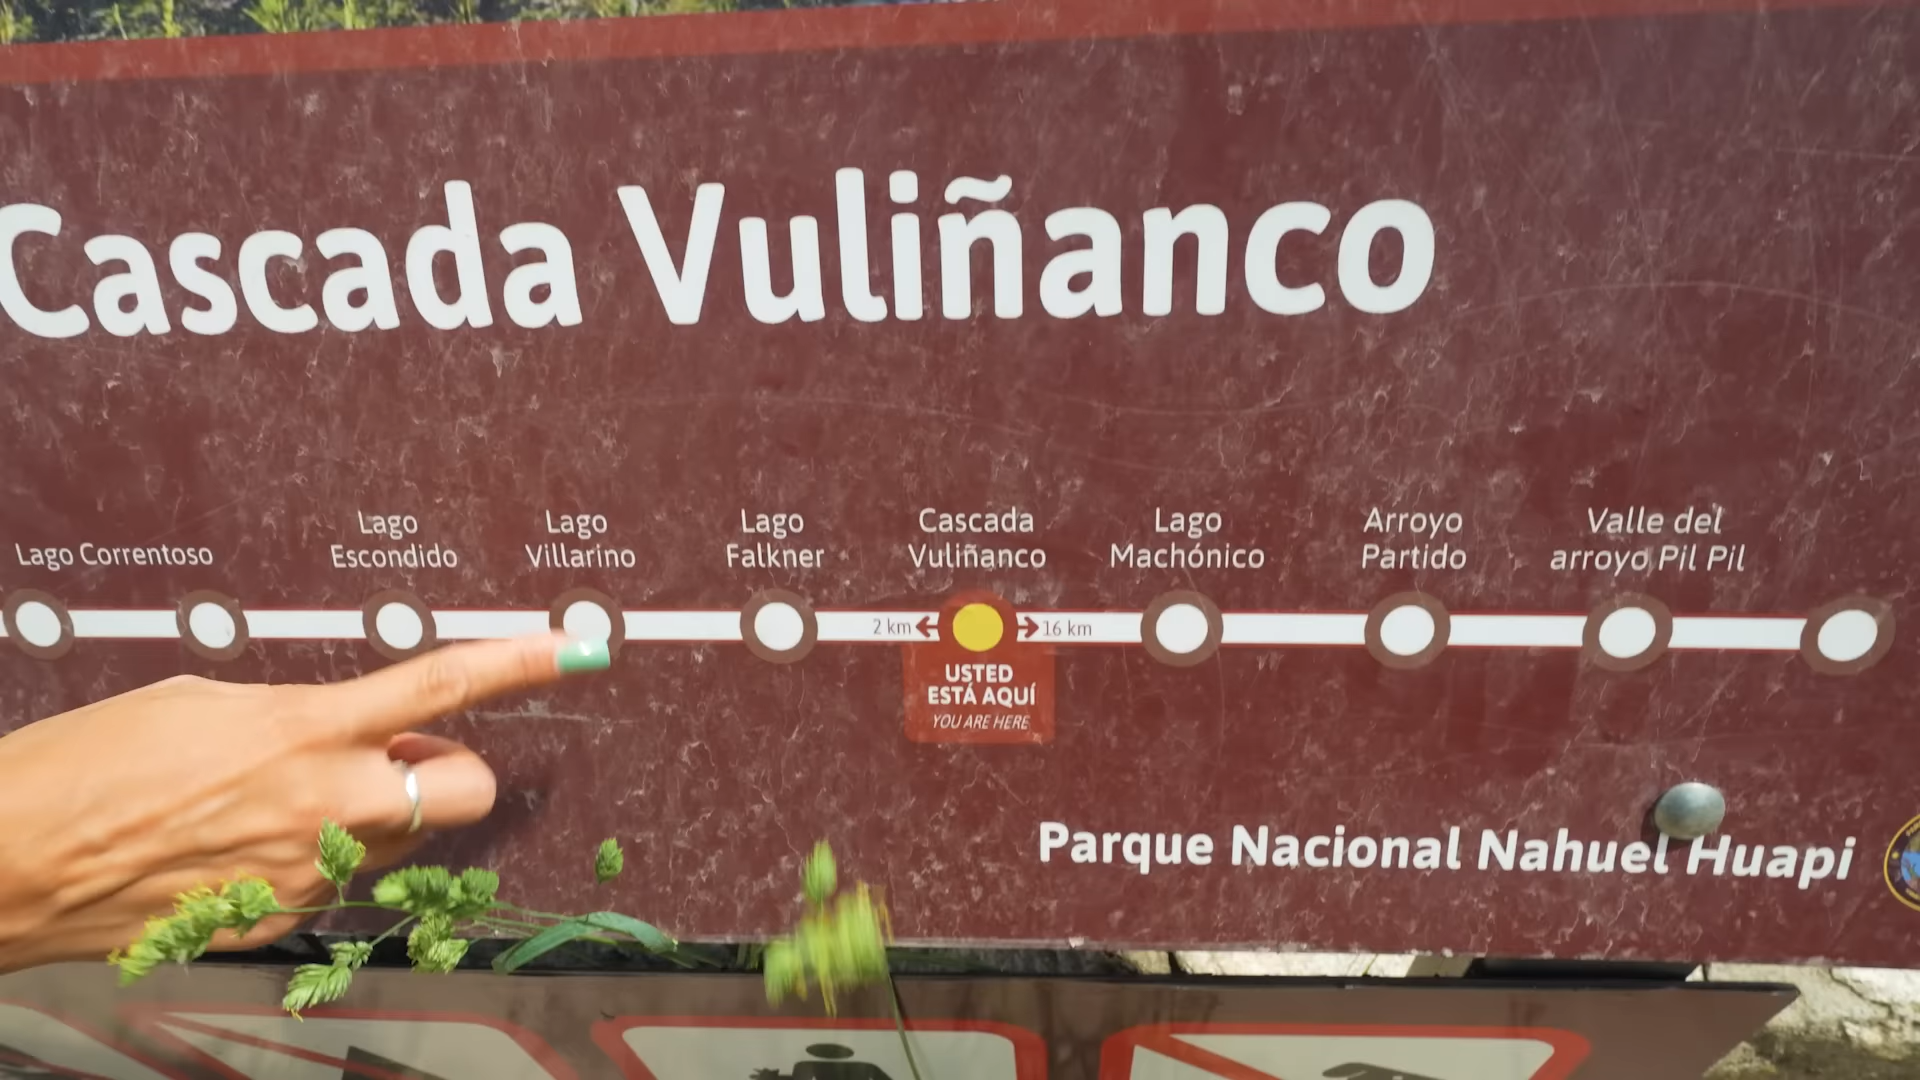 Cascada Vuliñanco
Lago Correntoso
Lago
Escondido
Lago
Villarino
Lago
Falkner
Cascada
Vuliñanco
Lago
Machónico
Arroyo
Partido
Valle del
arroyo Pil Pil
2 km
16 km
USTED
ESTÁ AQUÍ
YOU ARE HERE
Parque Nacional Nahuel Huapi